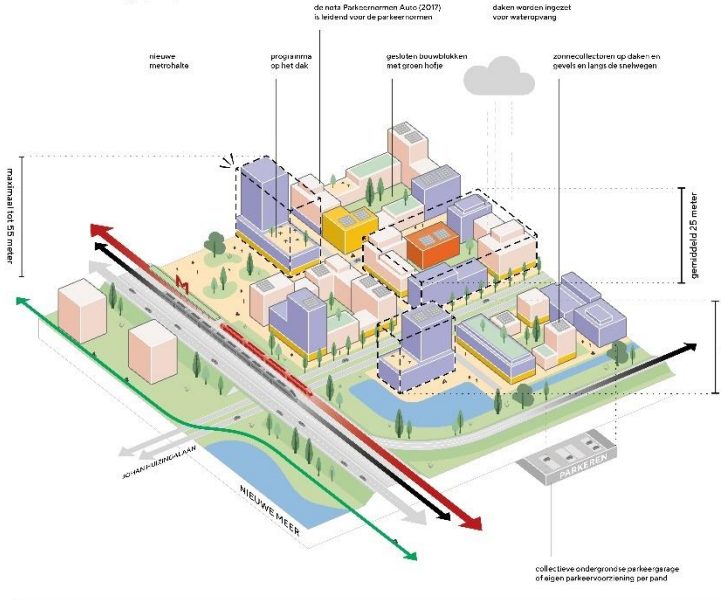 de nota Parkeernormen Auto (2017)
is leidend voor de parkeernormen
daken worden ingezet
voor wateropvang
nieuwe
metrohalte
programma
op het dak
gesloten bouwblokken
met groen hofje
zonnecollectoren op daken en
gevels en langs de snelwegen
maximaal tot 55 meter
gemiddeld 25 meter
M
JOHAN HUIZINGALAAN
NIEUWE MEER
PARKEREN
collectieve ondergrondse parkeergarage
of eigen parkeervoorziening per pand